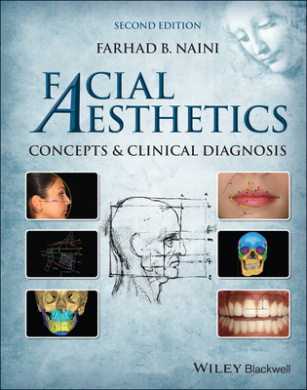 SECOND EDITION
FARHAD B. NAINI
FACIAL
AESTHETICS
CONCEPTS & CLINICAL DIAGNOSIS
WILEY Blackwell